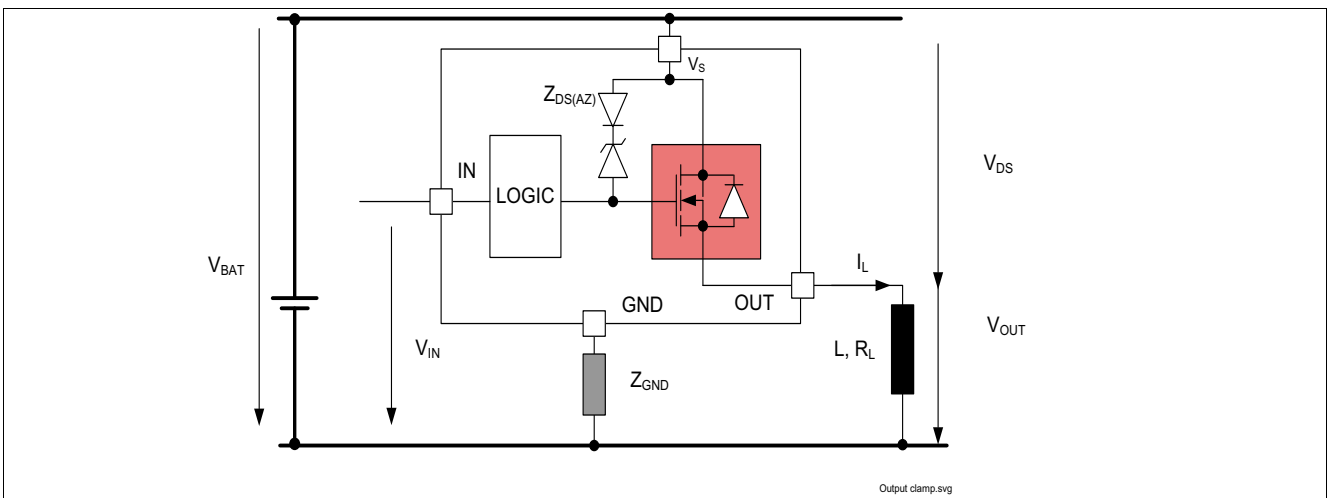 VS
ZDS(AZ)
IN
LOGIC
VDS
VBAT
IL
GND
OUT
VIN
VOUT
L, RL
ZGND
Output clamp.svg